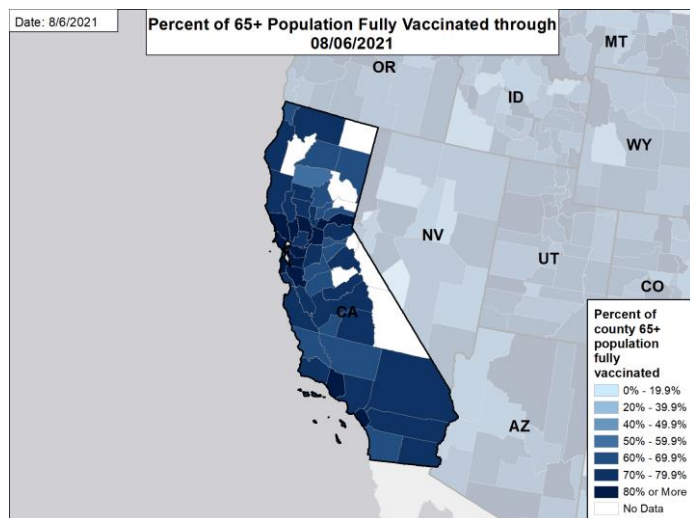 Date: 8/6/2021
Percent of 65+ Population Fully Vaccinated through
08/06/2021
MT
OR
ID
WY
NV
UT
CO
CA
AZ
Percent of
county 65+
population
fully
vaccinated
0% - 19.9%
20% - 39.9%
40% - 49.9%
50% - 59.9%
60% - 69.9%
70% - 79.9%
80% or More
No Data